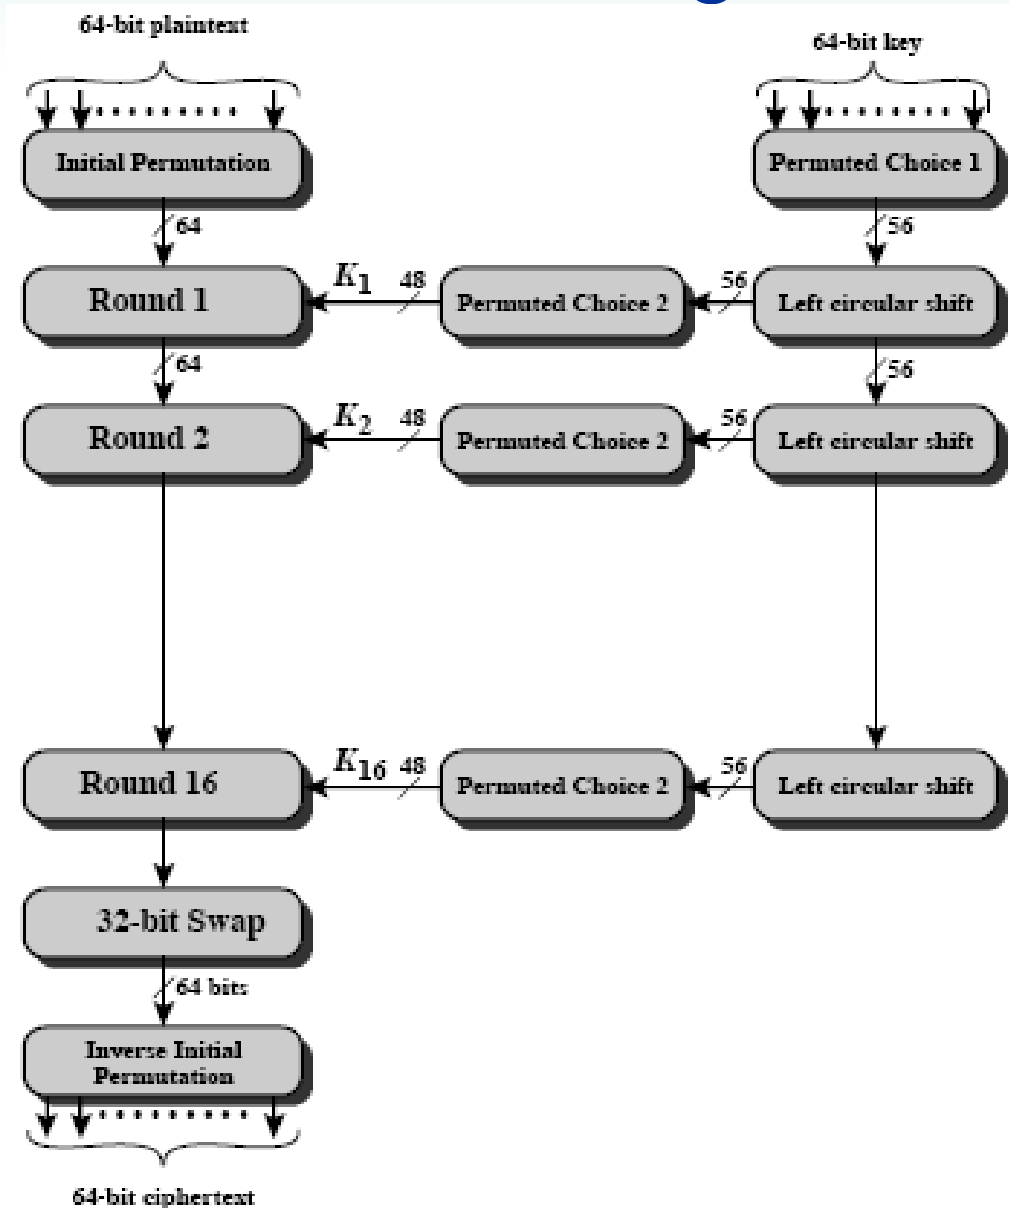 64-bit plaintext
64-bit key
Initial Permutation
Permuted Choice 1
64
56
Round 1
K1
48
Permuted Choice 2
56
Left circular shift
64
56
Round 2
K2
48
Permuted Choice 2
56
Left circular shift
Round 16
K16
48
Permuted Choice 2
56
Left circular shift
32-bit Swap
64 bits
Inverse Initial
Permutation
64-bit ciphertext